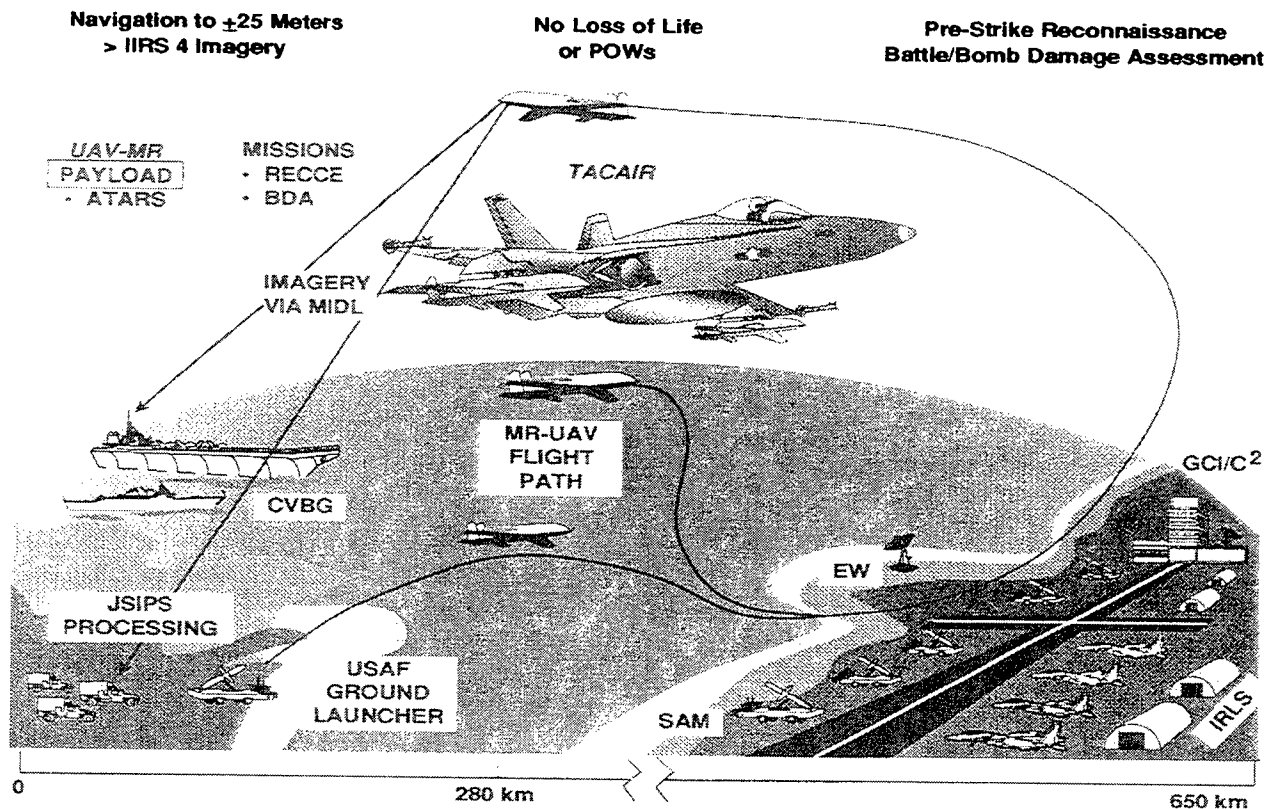 Navigation to ±25 Meters
> IIRS 4 Imagery
No Loss of Life
or POWs
Pre-Strike Reconnaissance
Battle/Bomb Damage Assessment
UAV-MR
PAYLOAD
• ATARS
MISSIONS
• RECCE
• BDA
TACAIR
IMAGERY
VIA MIDL
MR-UAV
FLIGHT
PATH
GCI/C²
CVBG
EW
JSIPS
PROCESSING
USAF
GROUND
LAUNCHER
SAM
IRLS
0
280 km
650 km